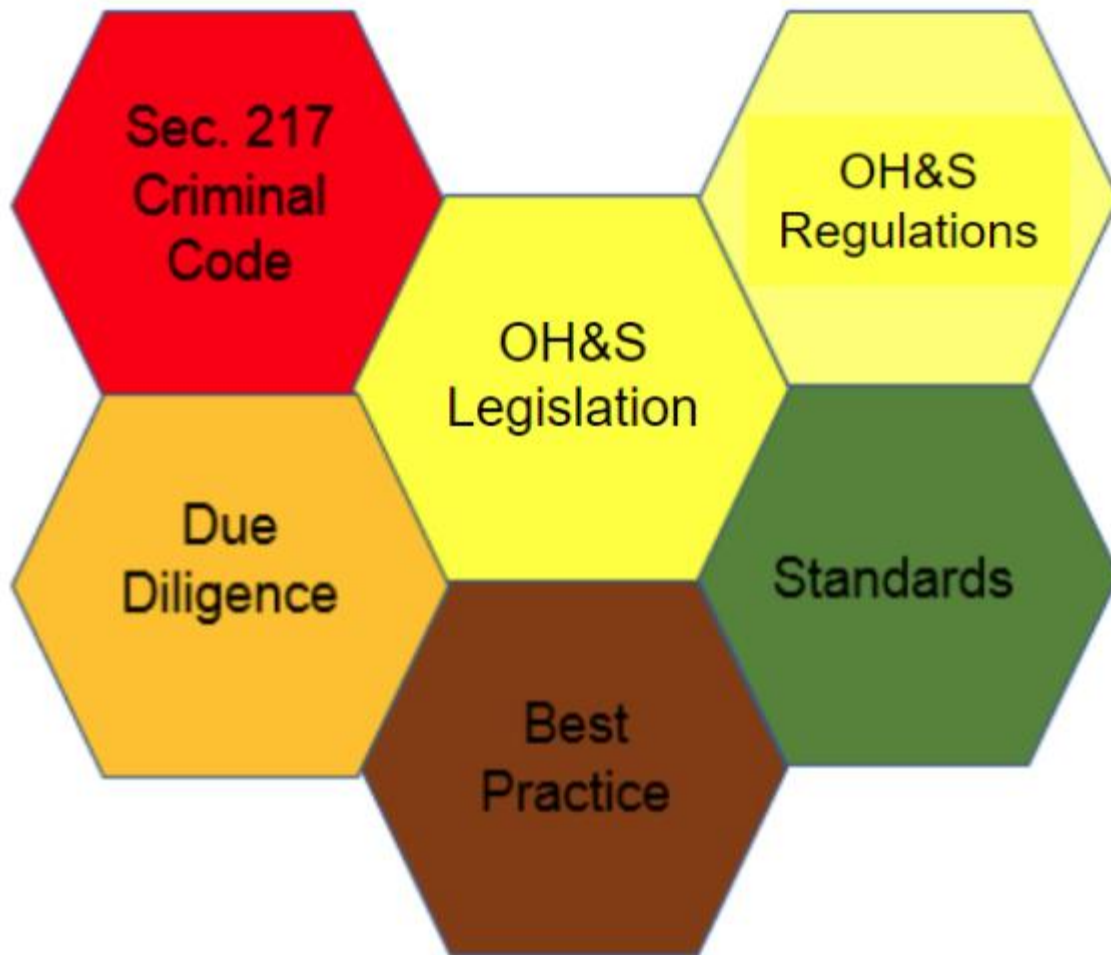 Sec. 217
Criminal
Code
OH&S
Regulations
OH&S
Legislation
Due
Diligence
Standards
Best
Practice